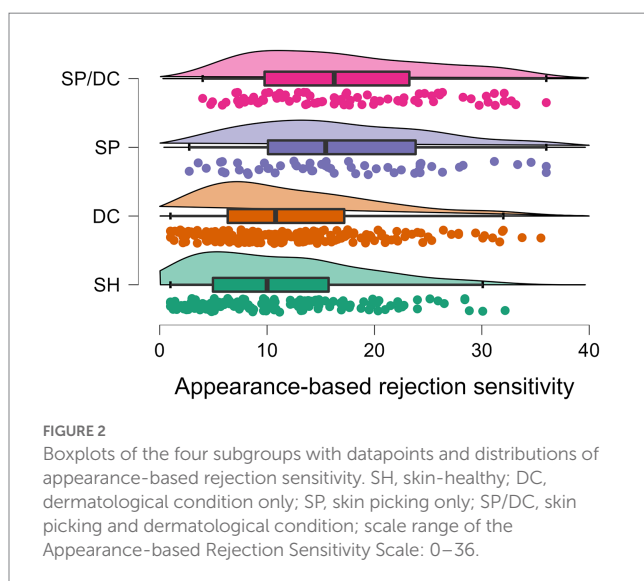 SP/DC
SP
DC
SH
0 10 20 30 40
Appearance-based rejection sensitivity
FIGURE 2
Boxplots of the four subgroups with datapoints and distributions of
appearance-based rejection sensitivity. SH, skin-healthy; DC,
dermatological condition only; SP, skin picking only; SP/DC, skin
picking and dermatological condition; scale range of the
Appearance-based Rejection Sensitivity Scale: 0–36.